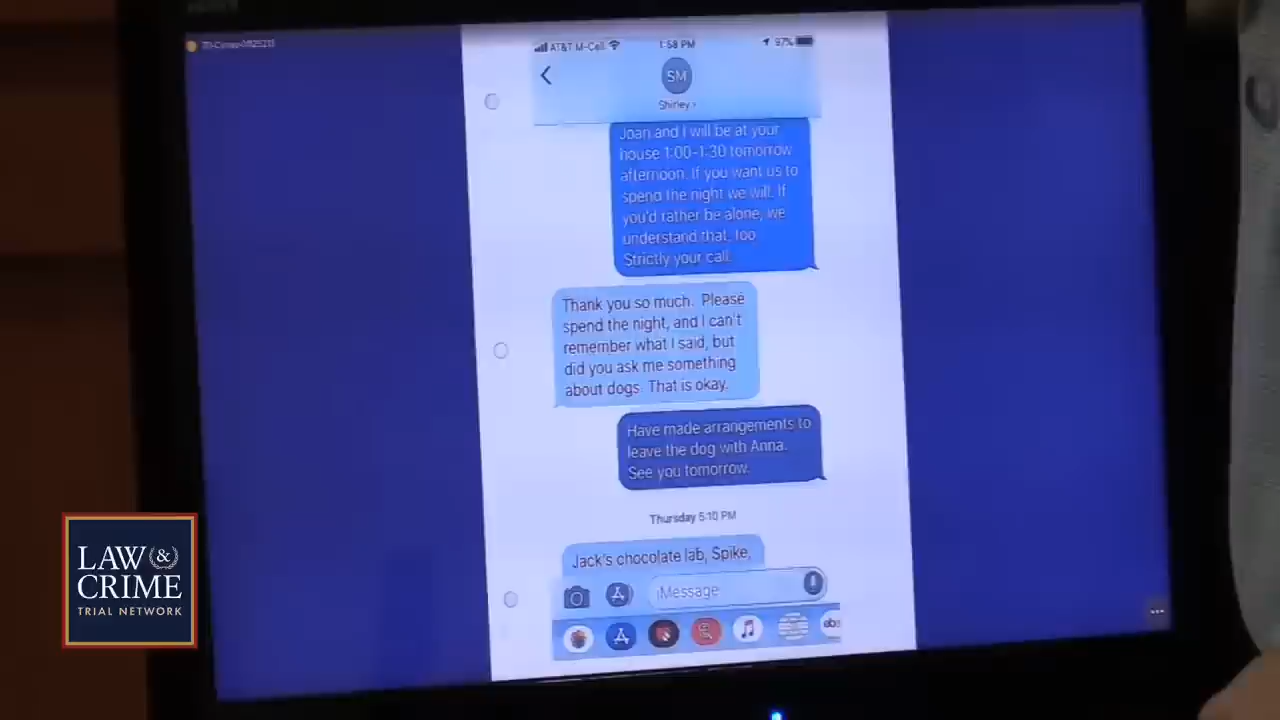 AT&T M-Cell 1:58 PM 97%
SM
Shirley
Joan and I will be at your
house 1:00-1:30 tomorrow
afternoon. If you want us to
spend the night we will. If
you'd rather be alone, we
understand that, too
Strictly your call.
Thank you so much. Please
spend the night, and I can't
remember what I said, but
did you ask me something
about dogs. That is okay.
Have made arrangements to
leave the dog with Anna.
See you tomorrow.
Thursday 5:10 PM
Jack's chocolate lab, Spike,
iMessage
LAW &
CRIME
TRIAL NETWORK